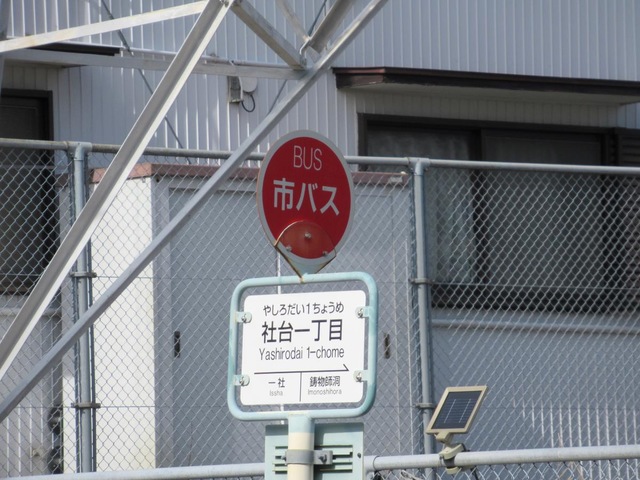 BUS
市バス
やしろだい1ちょうめ
社台一丁目
Yashirodai 1-chome
一社 鋳物師洞
Issha Imonoshihora